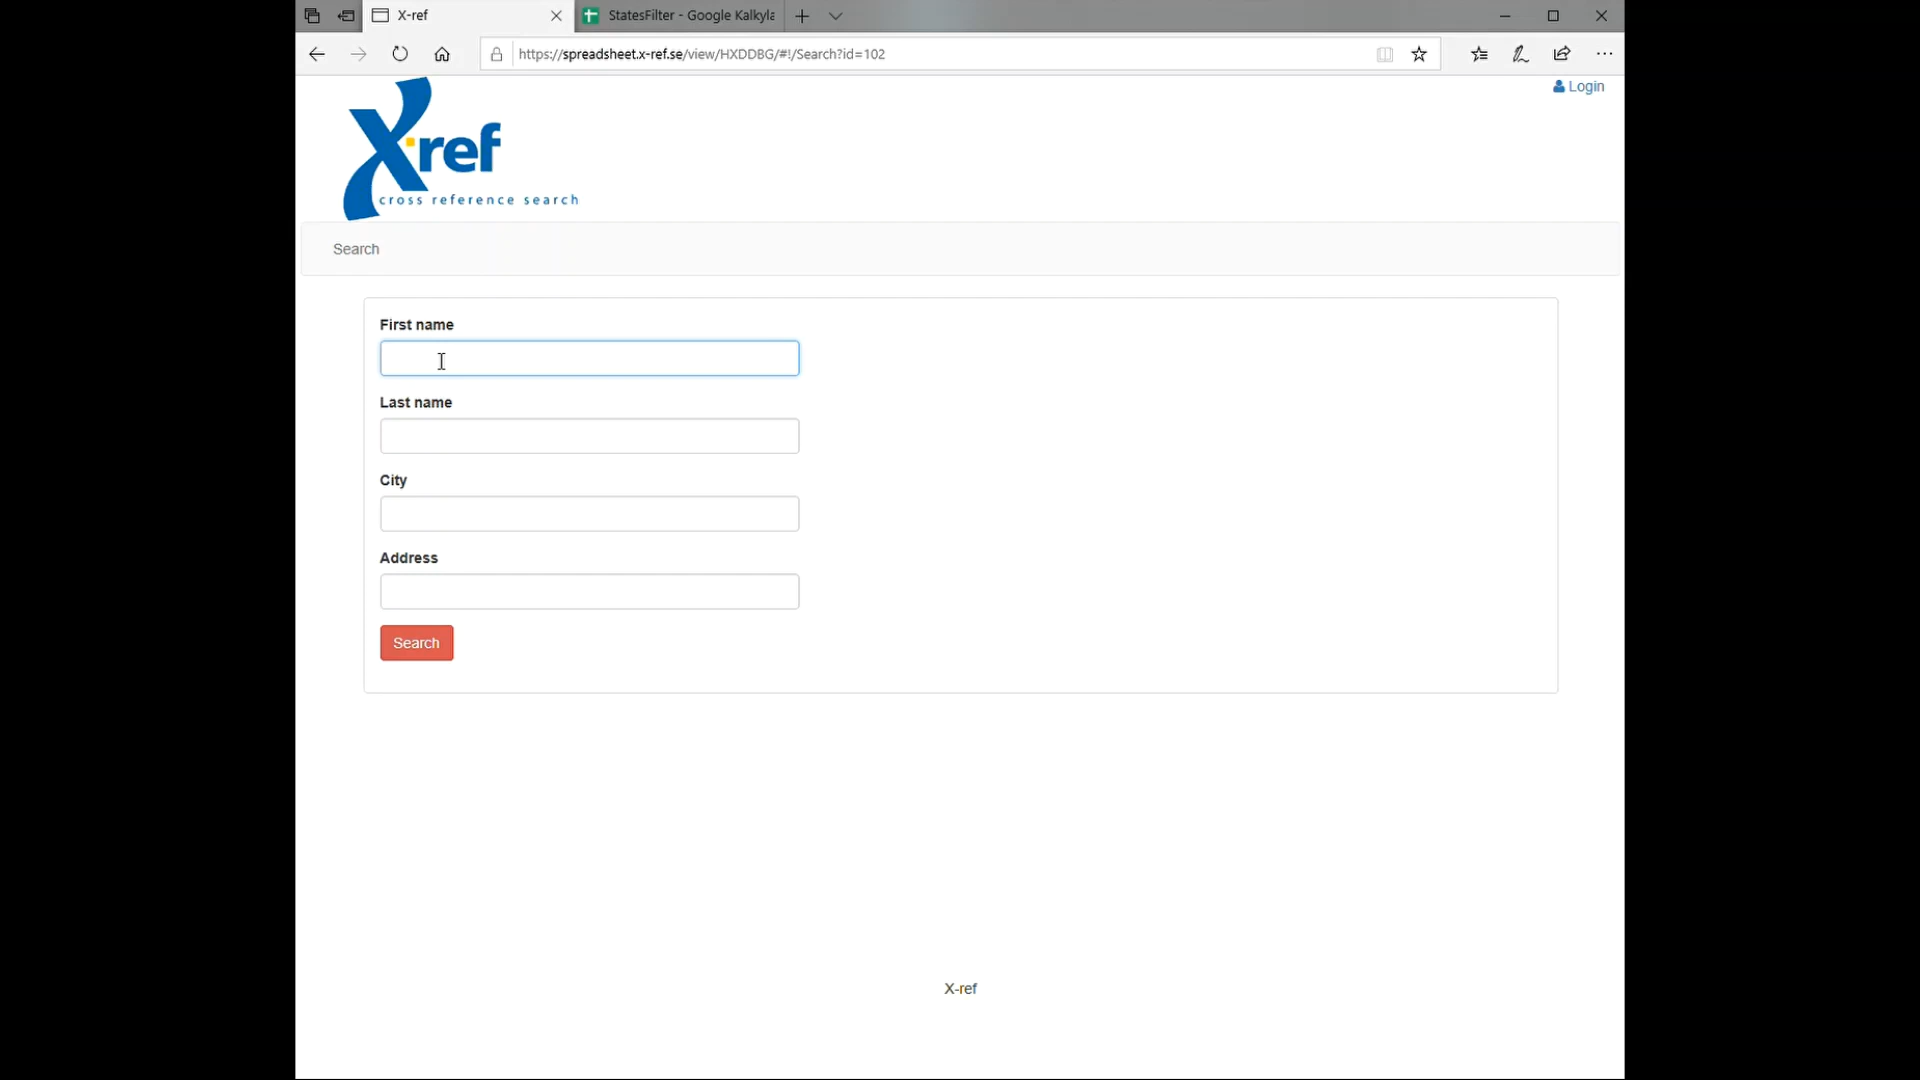 X-ref
StatesFilter - Google Kalkyla
https://spreadsheet.x-ref.se/view/HXDDBG/#!/Search?id=102
Login
X-ref
cross reference search
Search
First name
Last name
City
Address
Search
X-ref